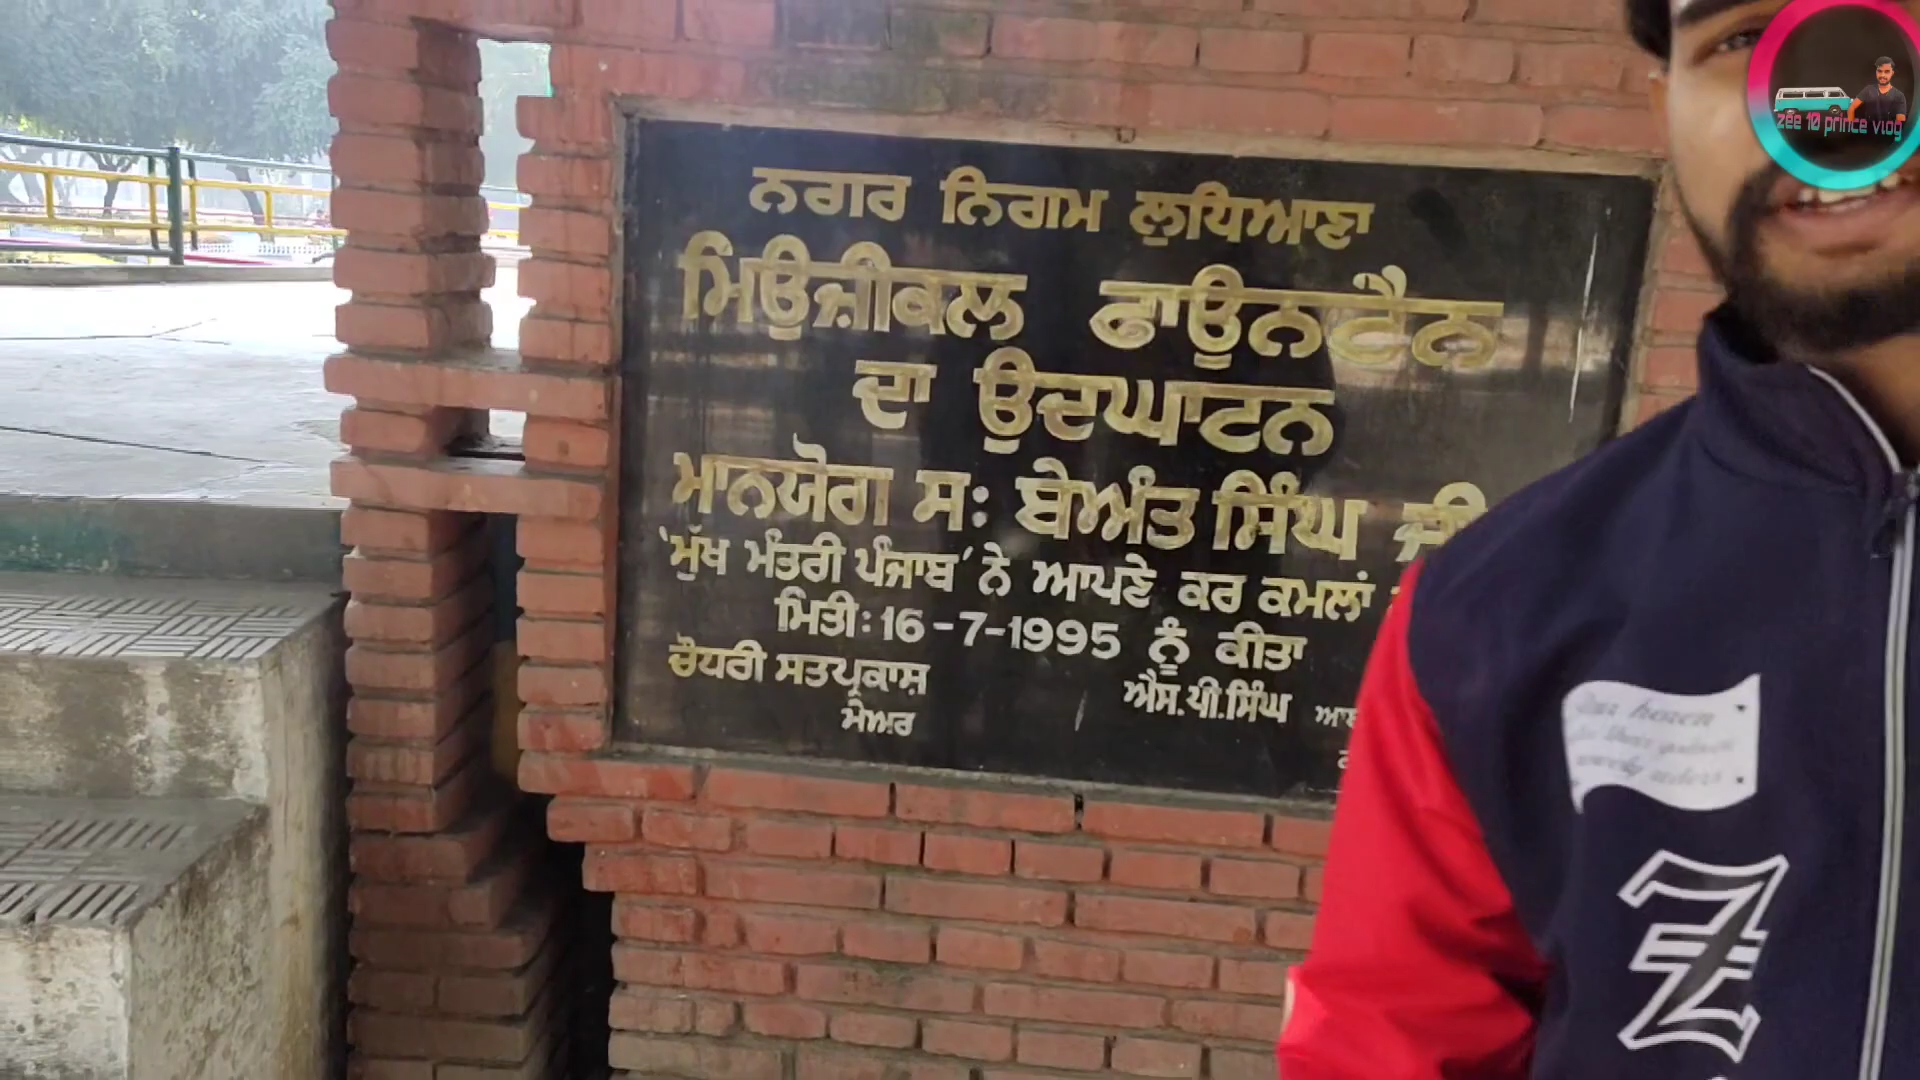 zee 10 prince vlog
ਨਗਰ ਨਿਗਮ ਲੁਧਿਆਣਾ
ਮਿਊਜ਼ੀਕਲ ਫਾਊਨਟੈਨ
ਦਾ ਉਦਘਾਟਨ
ਮਾਨਯੋਗ ਸ: ਬੇਅੰਤ ਸਿੰਘ ਜੀ
'ਮੁੱਖ ਮੰਤਰੀ ਪੰਜਾਬ' ਨੇ ਆਪਣੇ ਕਰ ਕਮਲਾਂ
ਮਿਤੀ: 16-7-1995 ਨੂੰ ਕੀਤਾ
ਚੌਧਰੀ ਸਤਪ੍ਰਕਾਸ਼ ਐਸ.ਪੀ.ਸਿੰਘ
ਮੇਅਰ
Z